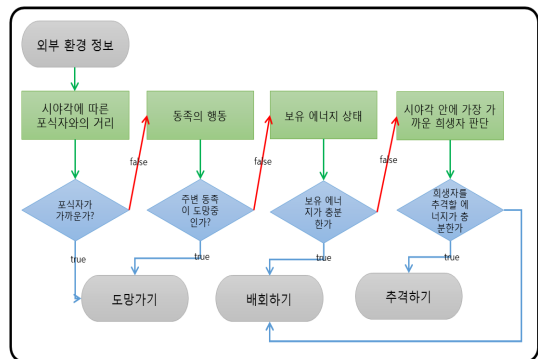 외부 환경 정보
시야각에 따른
포식자와의 거리
동족의 행동
보유 에너지 상태
시야각 안에 가장 가
까운 희생자 판단
false
false
false
포식자가
가까운가?
주변 동족
이 도망중
인가?
보유 에너
지가 충분
한가
희생자를
추격할 에
너지가 충
분한가
true
true
true
true
도망가기
배회하기
추격하기